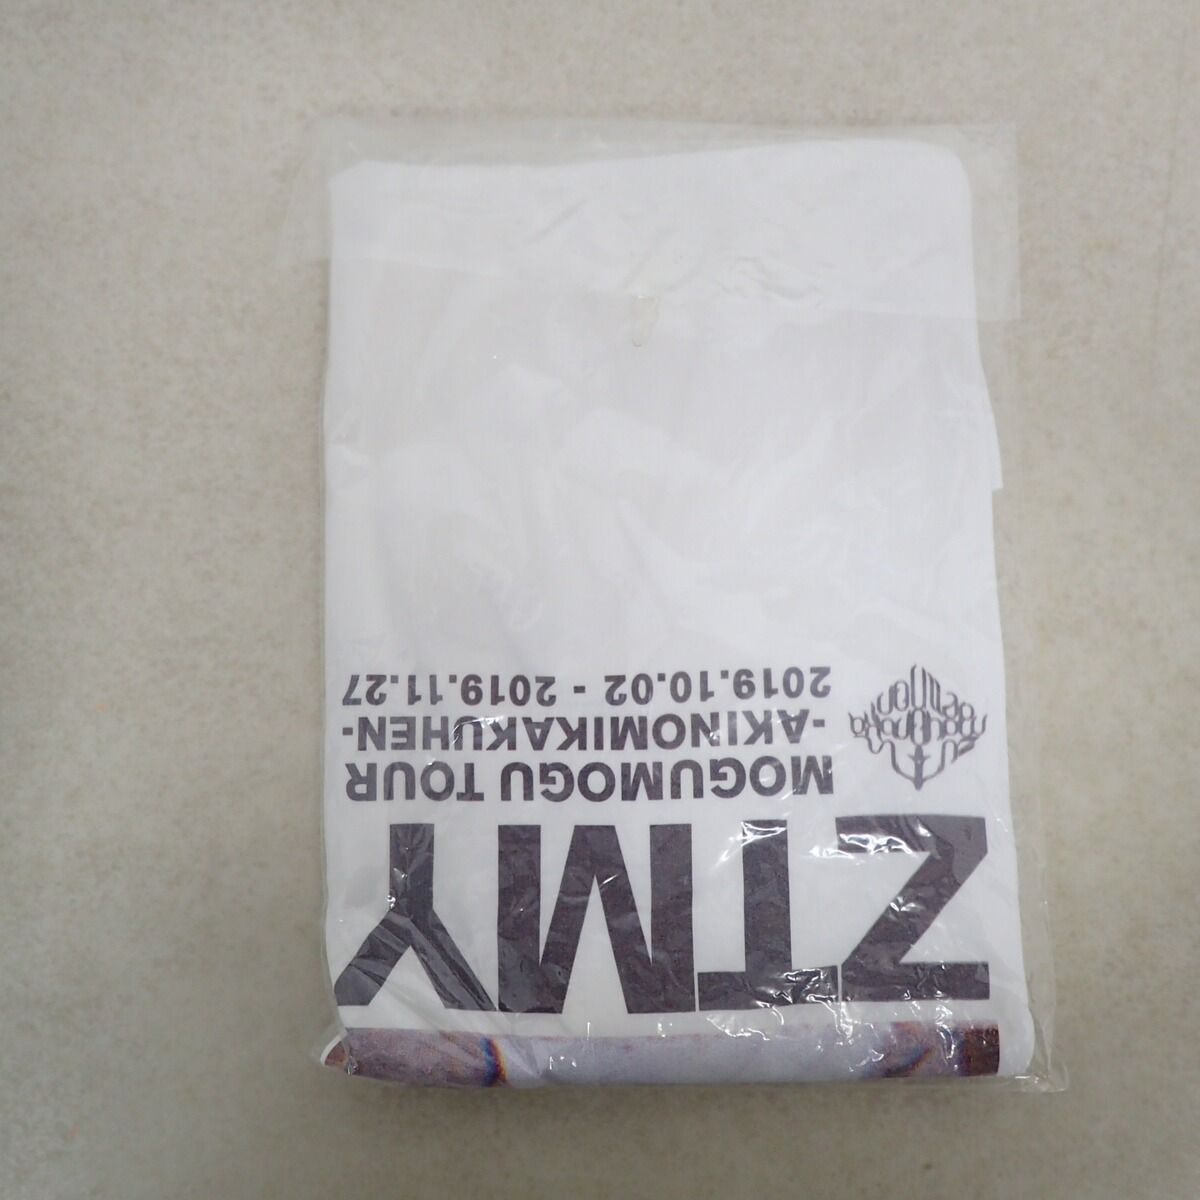 ZTMY
MOGUMOGU TOUR
-AKINOMIKAKUHEN-
2019.10.02 - 2019.11.27